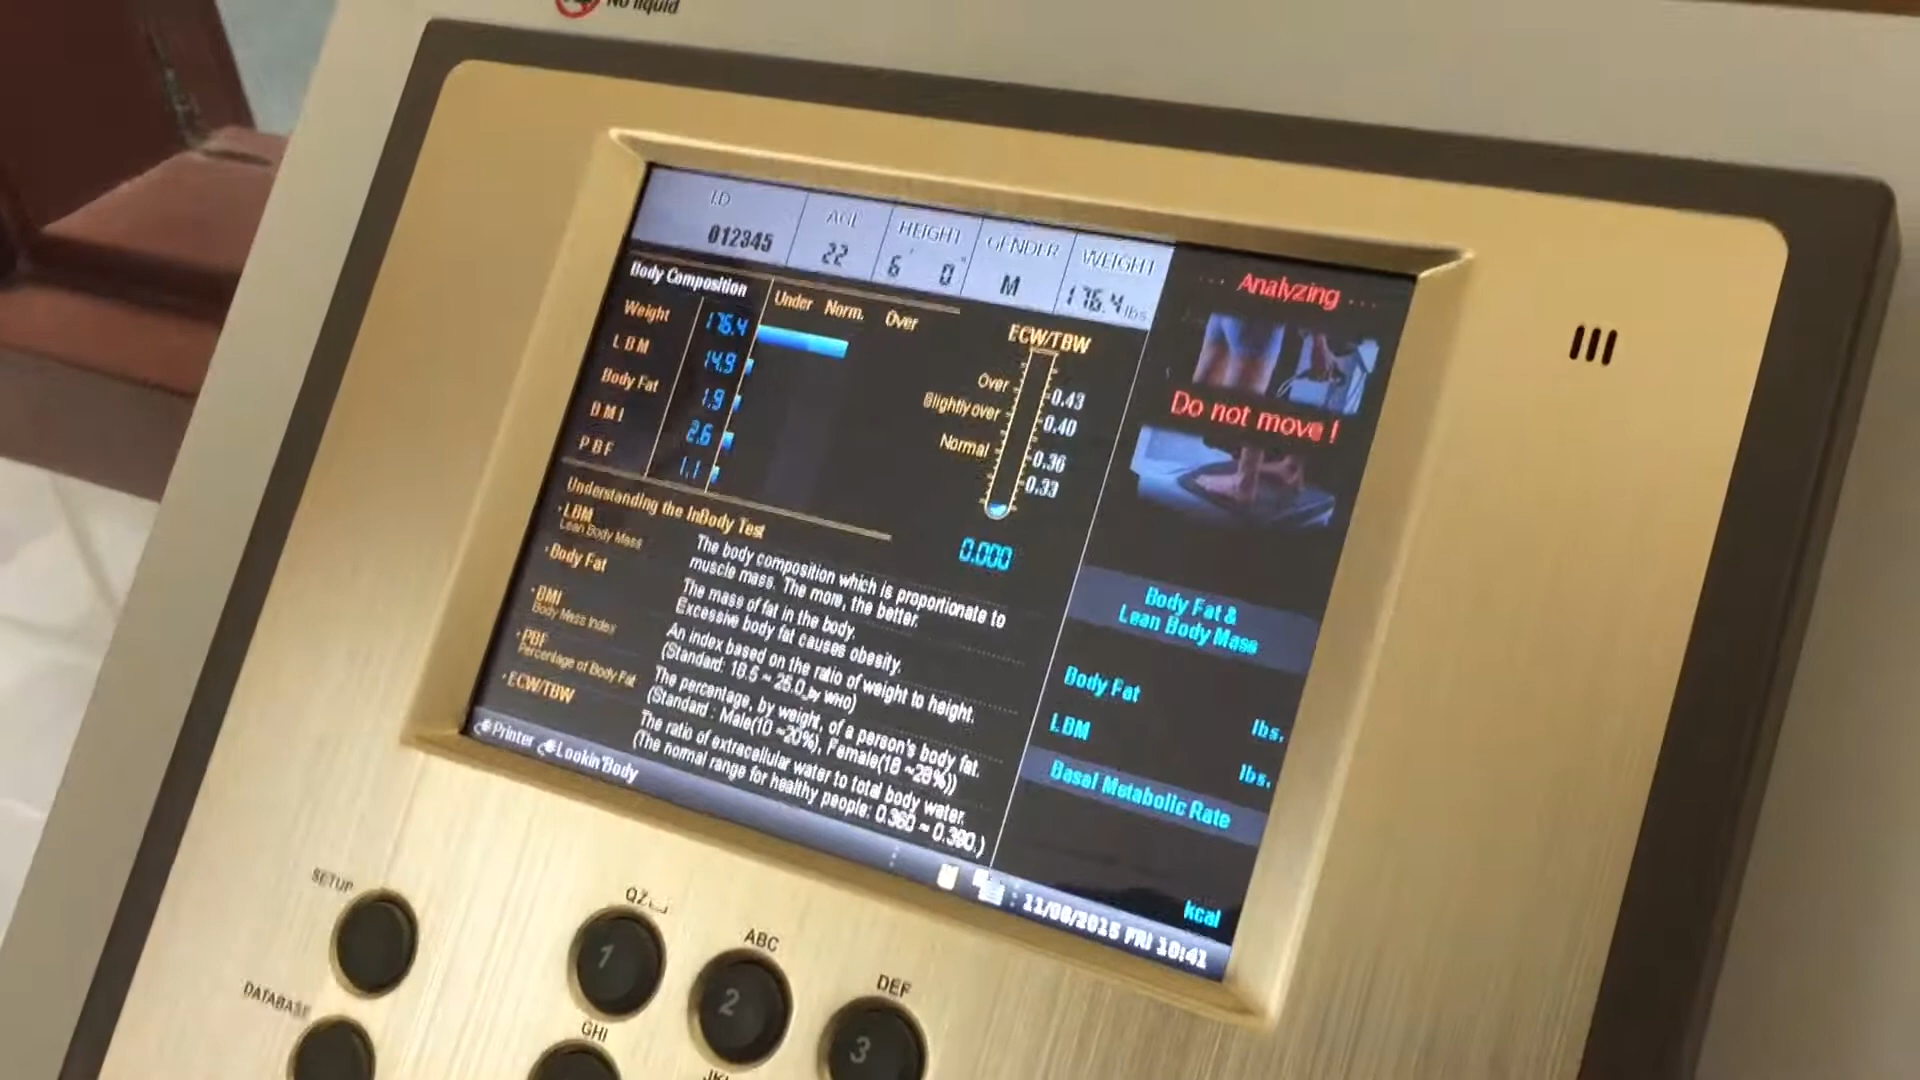 No liquid
I.D
012345
AGE
22
HEIGHT
6 ' 0 "
GENDER
M
WEIGHT
176.4 lbs
Body Composition
Under Norm. Over
Weight 176.4
LBM 14.9
Body Fat 1.9
BMI 2.6
PBF 1.1
ECW/TBW
Over
Slightly over
Normal
0.43
0.40
0.36
0.33
0.000
Understanding the InBody Test
·LBM
Lean Body Mass
The body composition which is proportionate to
muscle mass. The more, the better.
·Body Fat
The mass of fat in the body.
Excessive body fat causes obesity.
·BMI
Body Mass Index
An index based on the ratio of weight to height.
(Standard: 18.5 ~ 25.0 by WHO)
·PBF
Percentage of Body Fat
The percentage, by weight, of a person's body fat.
(Standard : Male(10 ~20%), Female(18 ~28%))
·ECW/TBW
The ratio of extracellular water to total body water.
(The normal range for healthy people: 0.360 ~ 0.390.)
··· Analyzing ···
Do not move !
Body Fat &
Lean Body Mass
Body Fat
lbs.
LBM
lbs.
Basal Metabolic Rate
kcal
Printer Lookin'Body
11/06/2015 FRI 10:41
SETUP
DATABASE
QZ
1
ABC
2
DEF
3
GHI